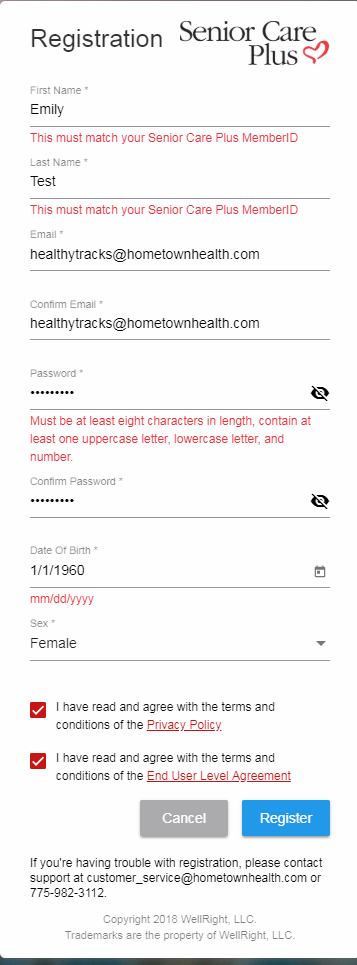 Registration
Senior Care
Plus
First Name *
Emily
This must match your Senior Care Plus MemberID
Last Name *
Test
This must match your Senior Care Plus MemberID
Email *
healthytracks@hometownhealth.com
Confirm Email *
healthytracks@hometownhealth.com
Password *
•••••••••
Must be at least eight characters in length, contain at
least one uppercase letter, lowercase letter, and
number.
Confirm Password *
•••••••••
Date Of Birth *
1/1/1960
mm/dd/yyyy
Sex *
Female
I have read and agree with the terms and
conditions of the Privacy Policy
I have read and agree with the terms and
conditions of the End User Level Agreement
Cancel
Register
If you're having trouble with registration, please contact
support at customer_service@hometownhealth.com or
775-982-3112.
Copyright 2018 WellRight, LLC.
Trademarks are the property of WellRight, LLC.